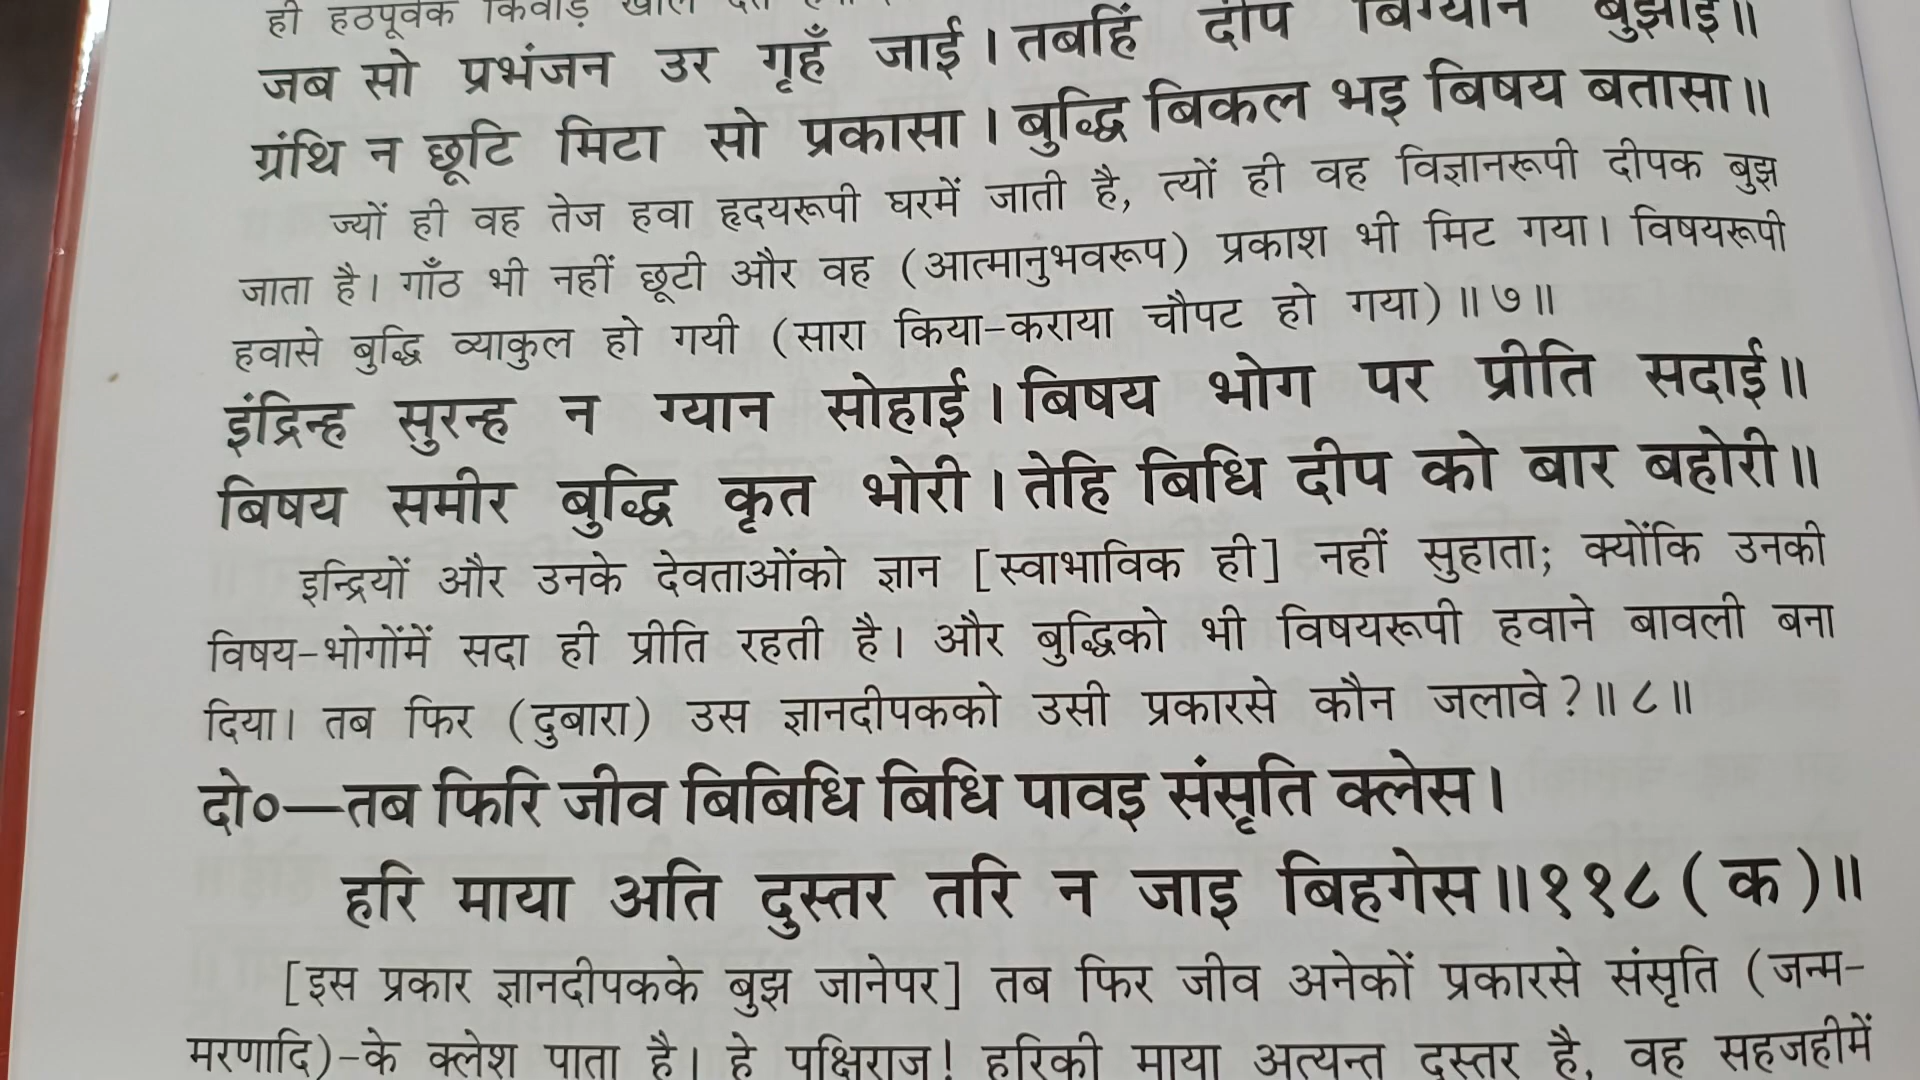 ही हठपूर्वक किवाड़ खोल देते
जब सो प्रभंजन उर गृहँ जाई। तबहिं दीप बिग्यान बुझाई॥
ग्रंथि न छूटि मिटा सो प्रकासा। बुद्धि बिकल भइ बिषय बतासा॥
ज्यों ही वह तेज हवा हृदयरूपी घरमें जाती है, त्यों ही वह विज्ञानरूपी दीपक बुझ
जाता है। गाँठ भी नहीं छूटी और वह (आत्मानुभवरूप) प्रकाश भी मिट गया। विषयरूपी
हवासे बुद्धि व्याकुल हो गयी (सारा किया-कराया चौपट हो गया)॥७॥
इंद्रिन्ह सुरन्ह न ग्यान सोहाई। बिषय भोग पर प्रीति सदाई॥
बिषय समीर बुद्धि कृत भोरी। तेहि बिधि दीप को बार बहोरी॥
इन्द्रियों और उनके देवताओंको ज्ञान [स्वाभाविक ही] नहीं सुहाता; क्योंकि उनकी
विषय-भोगोंमें सदा ही प्रीति रहती है। और बुद्धिको भी विषयरूपी हवाने बावली बना
दिया। तब फिर (दुबारा) उस ज्ञानदीपकको उसी प्रकारसे कौन जलावे?॥८॥
दो०—तब फिरि जीव बिबिधि बिधि पावइ संसृति क्लेस।
हरि माया अति दुस्तर तरि न जाइ बिहगेस॥११८(क)॥
[इस प्रकार ज्ञानदीपकके बुझ जानेपर] तब फिर जीव अनेकों प्रकारसे संसृति (जन्म-
मरणादि)-के क्लेश पाता है। हे पक्षिराज! हरिकी माया अत्यन्त दुस्तर है, वह सहजहीमें